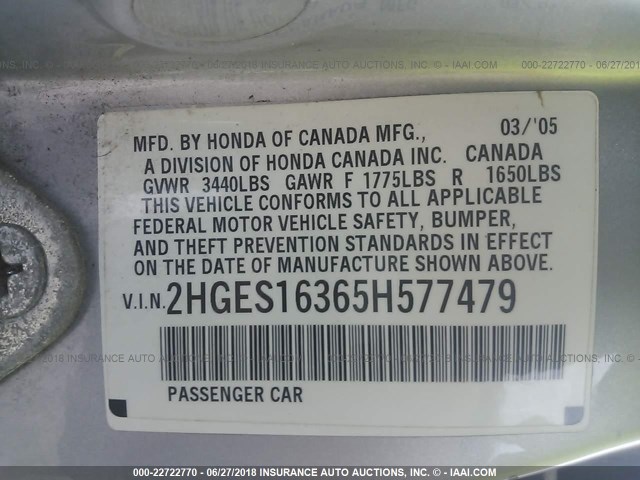 MFD. BY HONDA OF CANADA MFG., 03/'05
A DIVISION OF HONDA CANADA INC. CANADA
GVWR 3440LBS GAWR F 1775LBS R 1650LBS
THIS VEHICLE CONFORMS TO ALL APPLICABLE
FEDERAL MOTOR VEHICLE SAFETY, BUMPER,
AND THEFT PREVENTION STANDARDS IN EFFECT
ON THE DATE OF MANUFACTURE SHOWN ABOVE.
V.I.N. 2HGES16365H577479
PASSENGER CAR
000-22722770 - 06/27/2018 INSURANCE AUTO AUCTIONS, INC. © - IAAI.COM